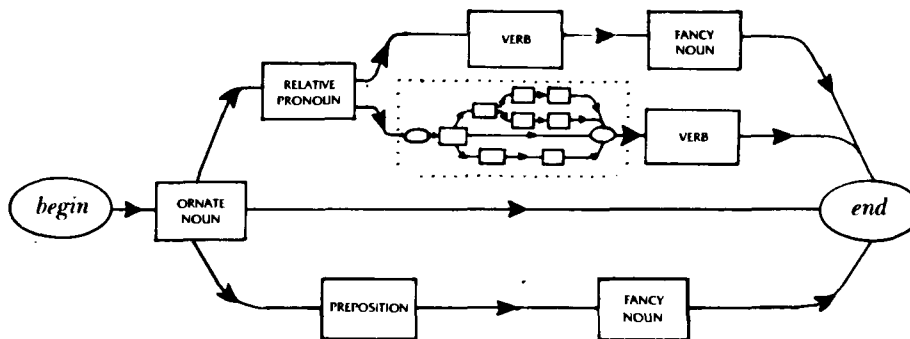 VERB
FANCY
NOUN
RELATIVE
PRONOUN
VERB
begin
ORNATE
NOUN
end
PREPOSITION
FANCY
NOUN